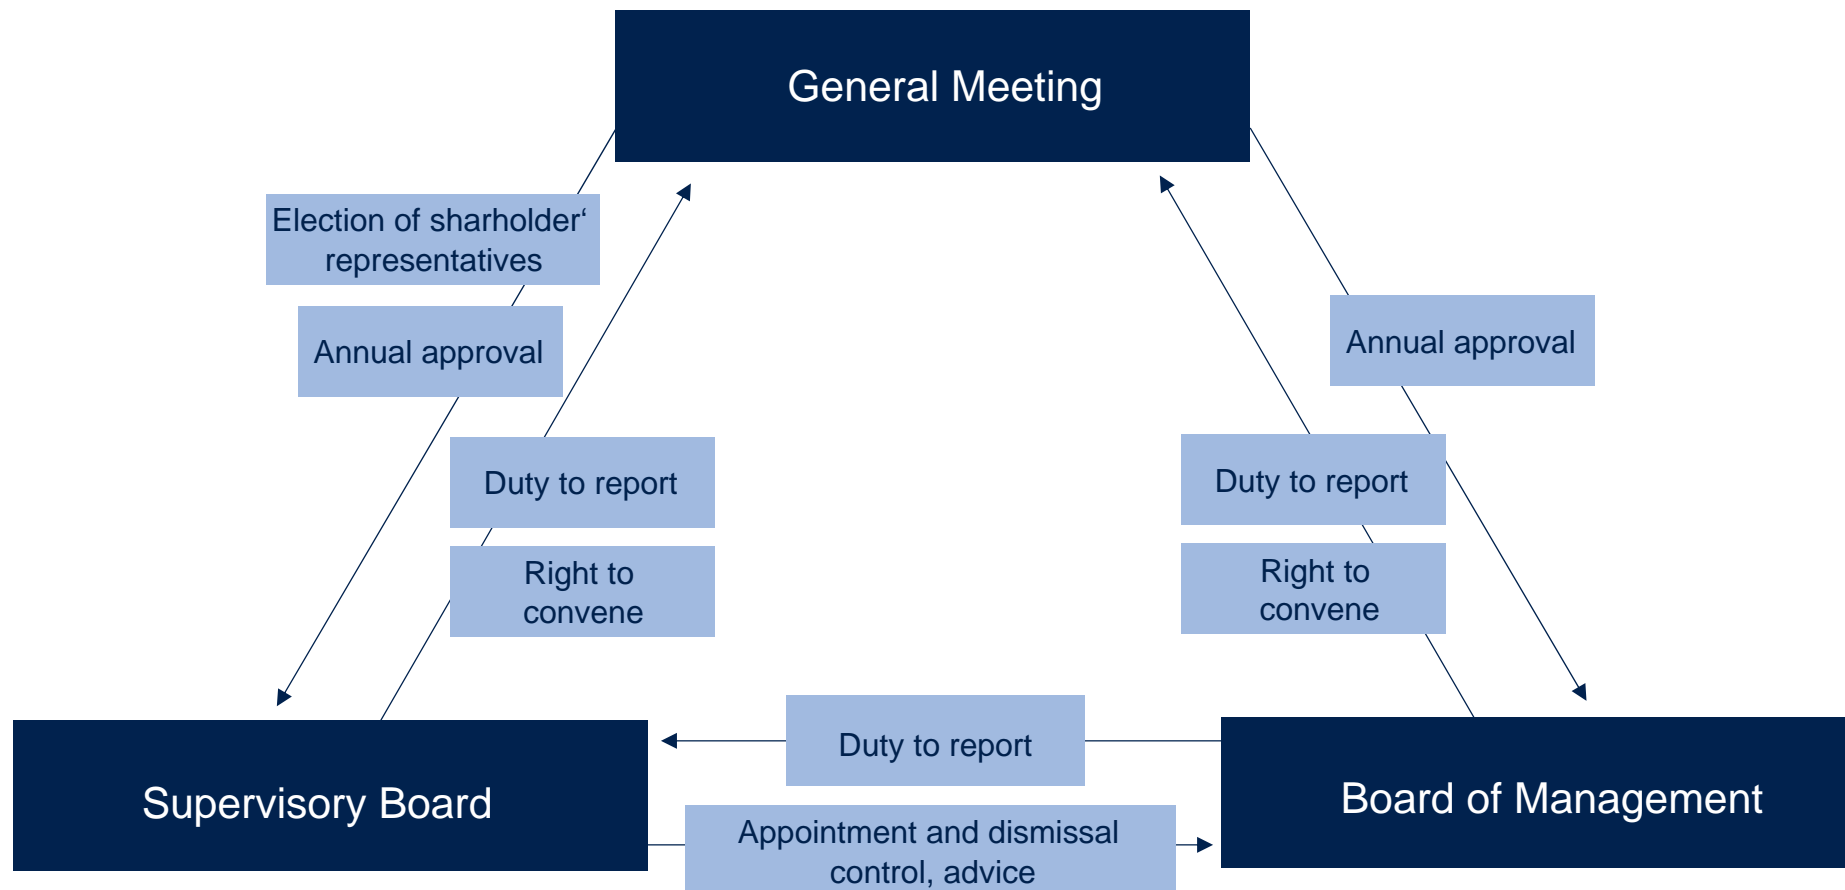 General Meeting
Election of sharholder‘
representatives
Annual approval
Annual approval
Duty to report
Duty to report
Right to
convene
Right to
convene
Duty to report
Supervisory Board
Board of Management
Appointment and dismissal
control, advice